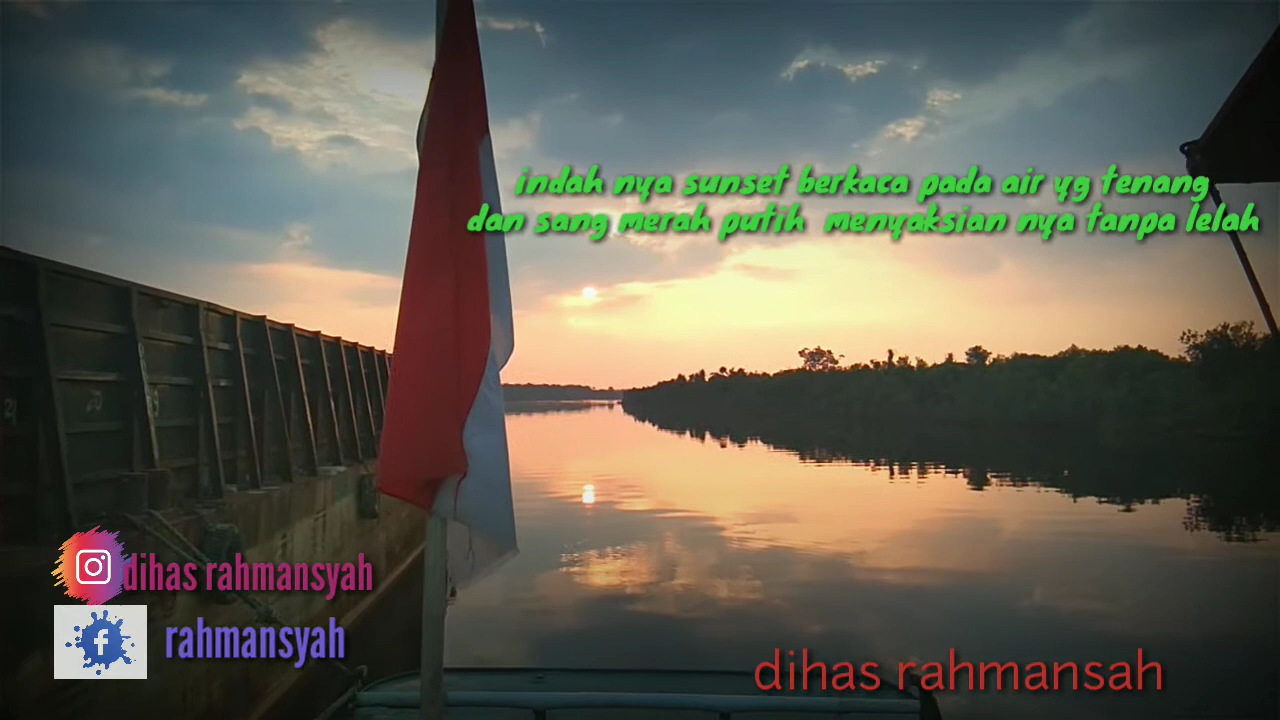 indah nya sunset berkaca pada air yg tenang
dan sang merah putih menyaksian nya tanpa lelah
dihas rahmansyah
rahmansyah
dihas rahmansah